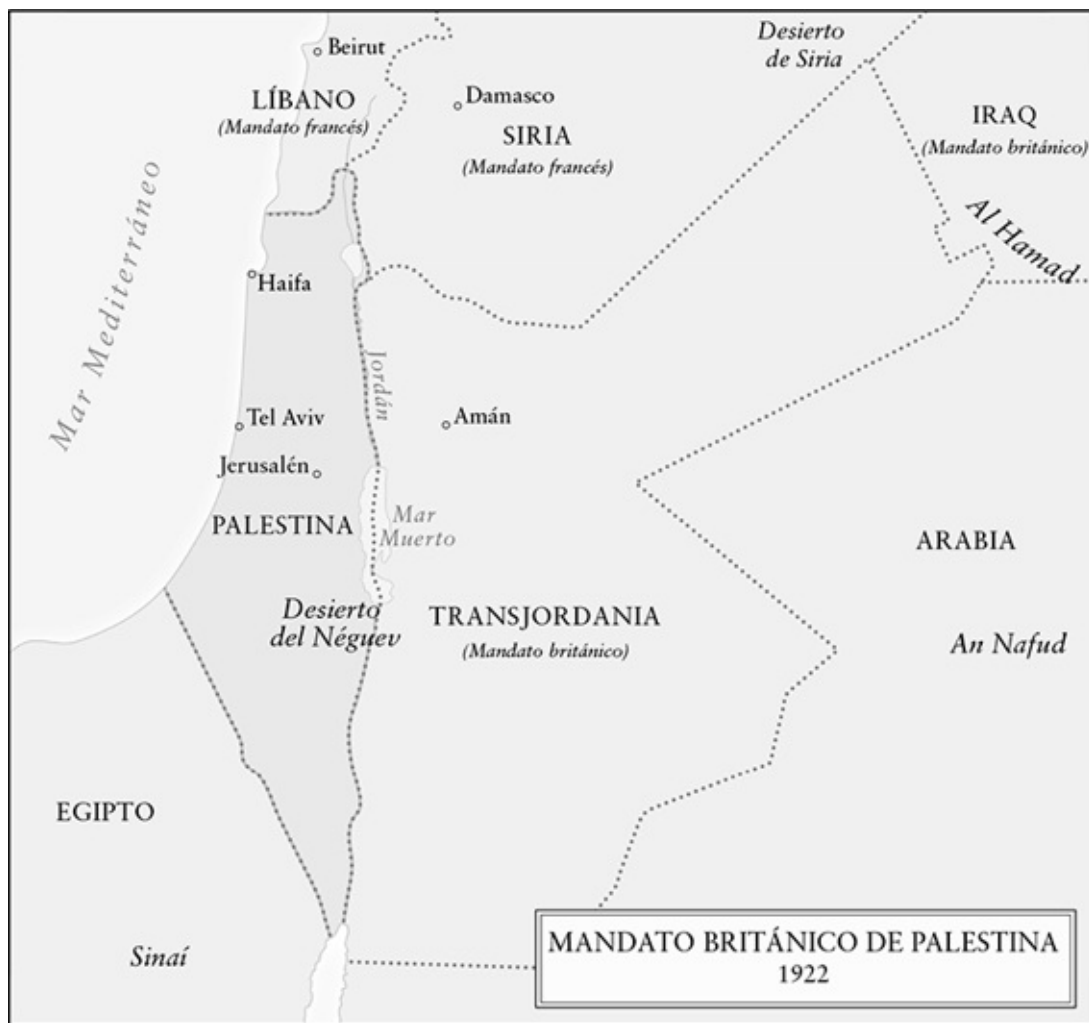 Beirut
Desierto
de Siria
LÍBANO
(Mandato francés)
Damasco
SIRIA
(Mandato francés)
IRAQ
(Mandato británico)
Al Hamad
Mar Mediterráneo
Haifa
Jordán
Tel Aviv
Amán
Jerusalén
PALESTINA
Mar
Muerto
ARABIA
Desierto
del Néguev
TRANSJORDANIA
(Mandato británico)
An Nafud
EGIPTO
Sinaí
MANDATO BRITÁNICO DE PALESTINA
1922